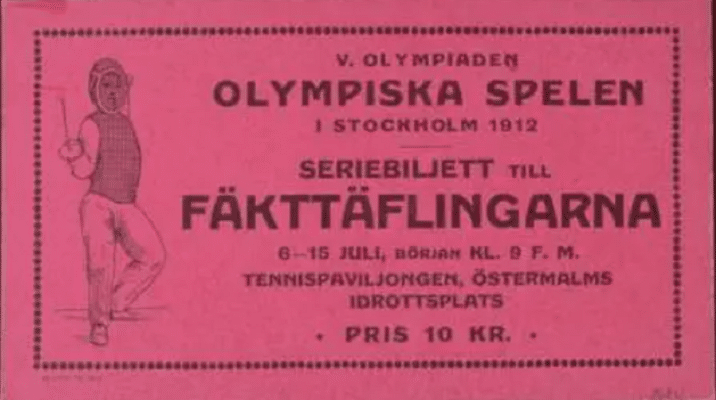 V. OLYMPIADEN
OLYMPISKA SPELEN
I STOCKHOLM 1912
SERIEBILJETT TILL
FÄKTTÄFLINGARNA
6–15 JULI, BÖRJAN KL. 9 F. M.
TENNISPAVILJONGEN, ÖSTERMALMS
IDROTTSPLATS
· PRIS 10 KR. ·